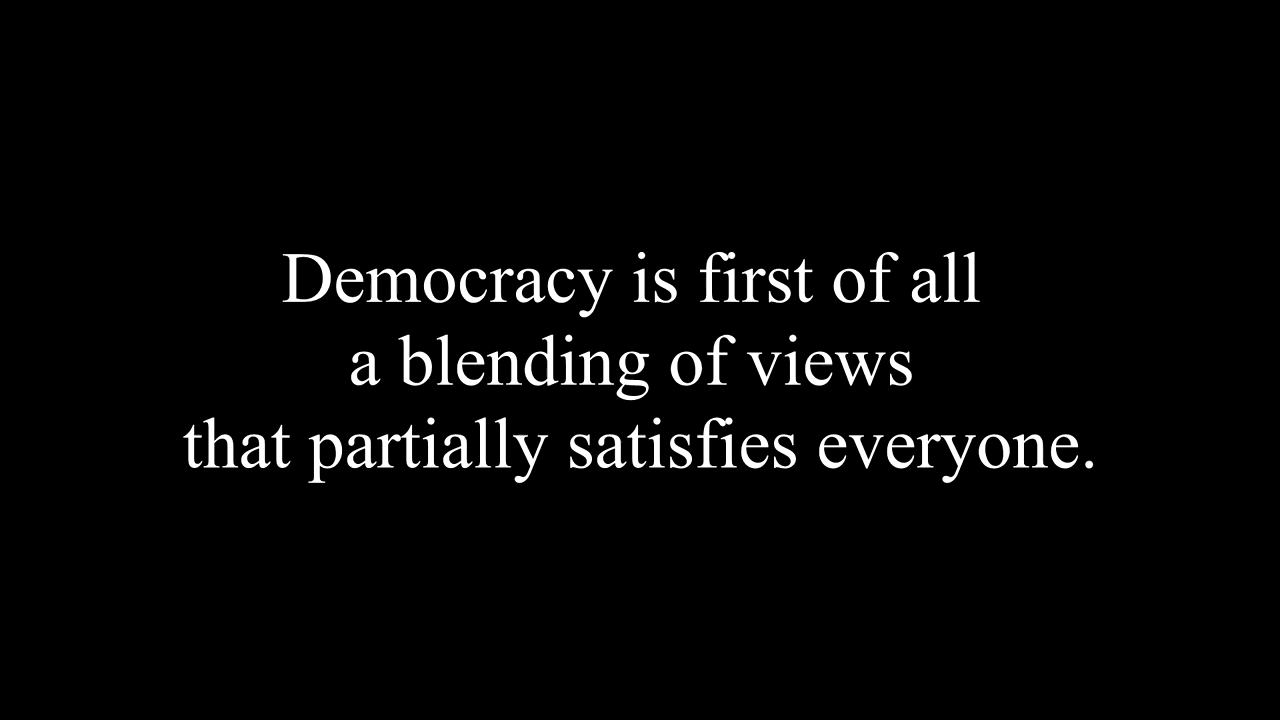 Democracy is first of all
a blending of views
that partially satisfies everyone.